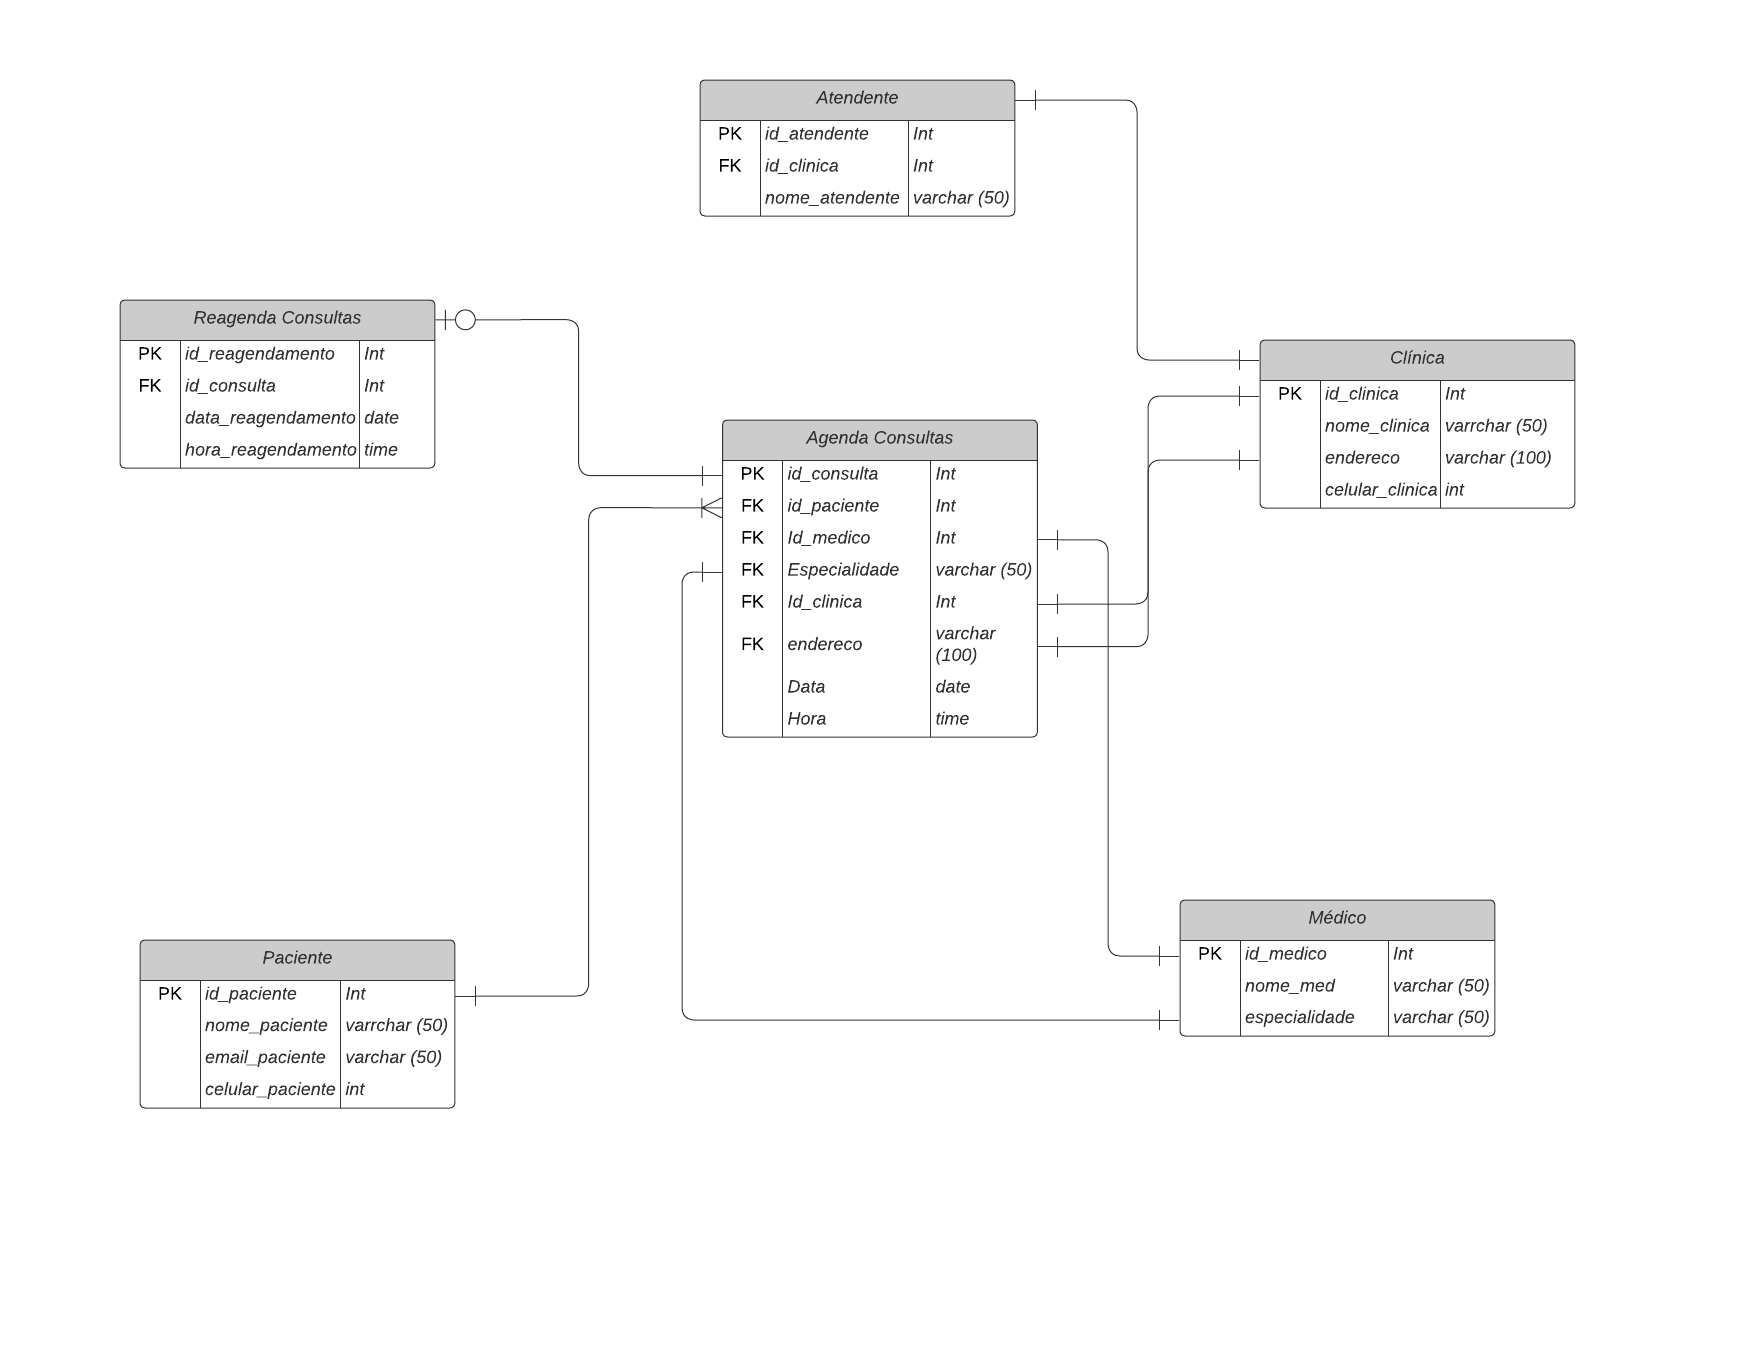 Atendente
PK id_atendente Int
FK id_clinica Int
nome_atendente varchar (50)
Reagenda Consultas
PK id_reagendamento Int
FK id_consulta Int
data_reagendamento date
hora_reagendamento time
Clínica
PK id_clinica Int
nome_clinica varrchar (50)
endereco varchar (100)
celular_clinica int
Agenda Consultas
PK id_consulta Int
FK id_paciente Int
FK Id_medico Int
FK Especialidade varchar (50)
FK Id_clinica Int
FK endereco varchar
(100)
Data date
Hora time
Médico
PK id_medico Int
nome_med varchar (50)
especialidade varchar (50)
Paciente
PK id_paciente Int
nome_paciente varrchar (50)
email_paciente varchar (50)
celular_paciente int